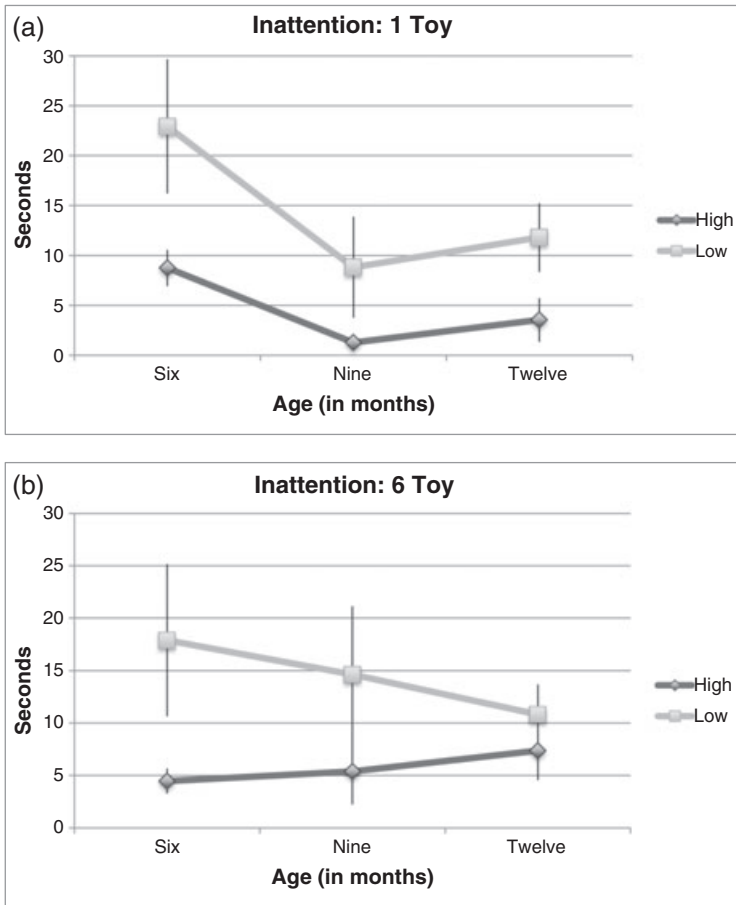 (a)
Inattention: 1 Toy
30
25
20
15
10
5
0
Seconds
Six Nine Twelve
Age (in months)
High
Low
(b)
Inattention: 6 Toy
30
25
20
15
10
5
0
Seconds
Six Nine Twelve
Age (in months)
High
Low